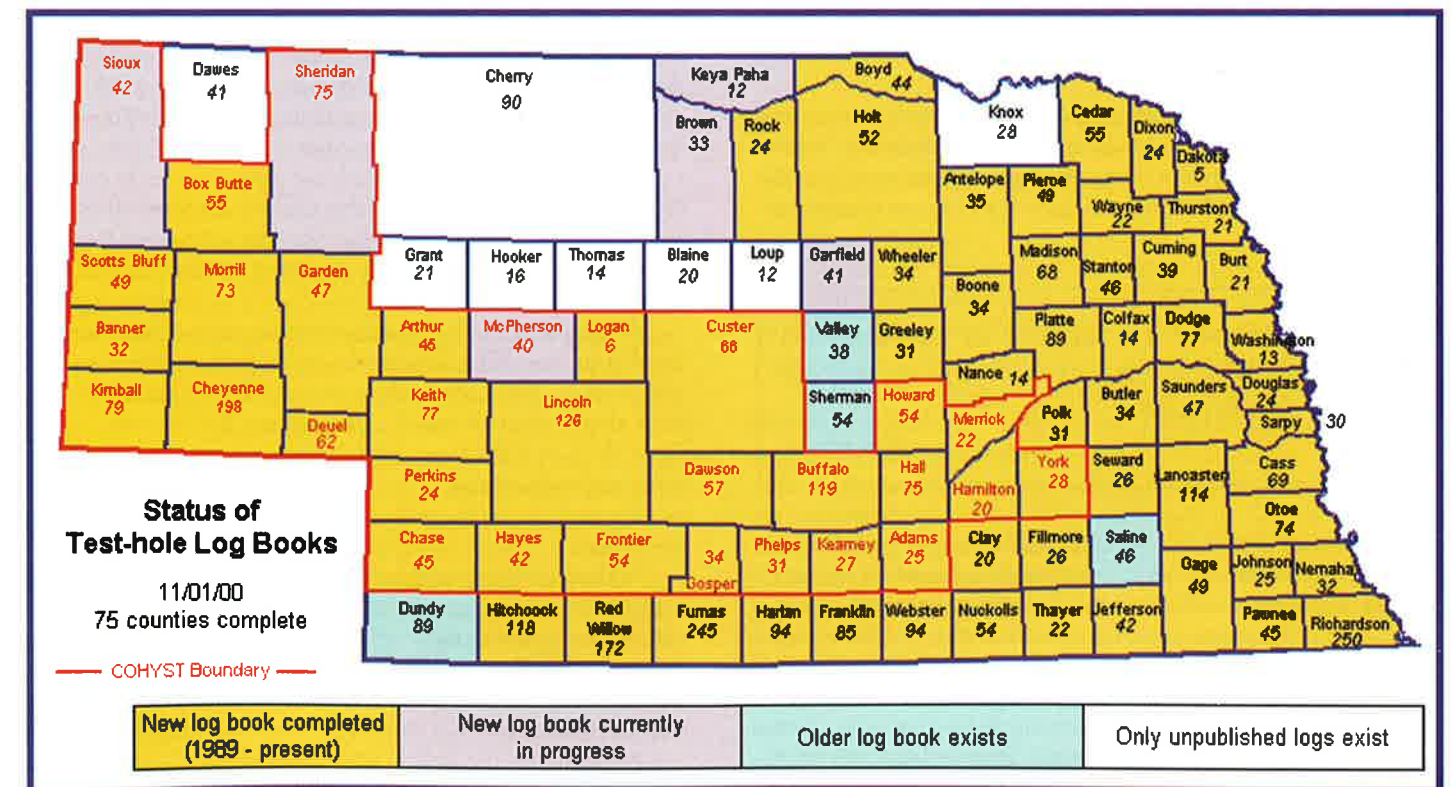 Sioux
42
Dawes
41
Sheridan
75
Cherry
90
Keya Paha
12
Boyd
44
Brown
33
Rock
24
Holt
52
Knox
28
Cedar
55
Dixon
24
Dakota
5
Box Butte
55
Antelope
35
Pierce
49
Wayne
22
Thurston
21
Scotts Bluff
49
Morrill
73
Garden
47
Grant
21
Hooker
16
Thomas
14
Blaine
20
Loup
12
Garfield
41
Wheeler
34
Boone
34
Madison
68
Stanton
46
Cuming
39
Burt
21
Banner
32
Arthur
45
McPherson
40
Logan
6
Custer
66
Valley
38
Greeley
31
Platte
89
Colfax
14
Dodge
77
Washington
13
Kimball
79
Cheyenne
198
Deuel
62
Keith
77
Lincoln
126
Sherman
54
Howard
54
Nance 14
Merrick
22
Polk
31
Butler
34
Saunders
47
Douglas
24
Sarpy
30
Perkins
24
Dawson
57
Buffalo
119
Hall
75
Hamilton
20
York
28
Seward
26
Lancaster
114
Cass
69
Otoe
74
Chase
45
Hayes
42
Frontier
54
34
Gosper
Phelps
31
Kearney
27
Adams
25
Clay
20
Fillmore
26
Saline
46
Gage
49
Johnson
25
Nemaha
32
Dundy
89
Hitchcock
118
Red
Willow
172
Furnas
245
Harlan
94
Franklin
85
Webster
94
Nuckolls
54
Thayer
22
Jefferson
42
Pawnee
45
Richardson
250
Status of
Test-hole Log Books
11/01/00
75 counties complete
COHYST Boundary
New log book completed
(1989 - present)
New log book currently
in progress
Older log book exists
Only unpublished logs exist